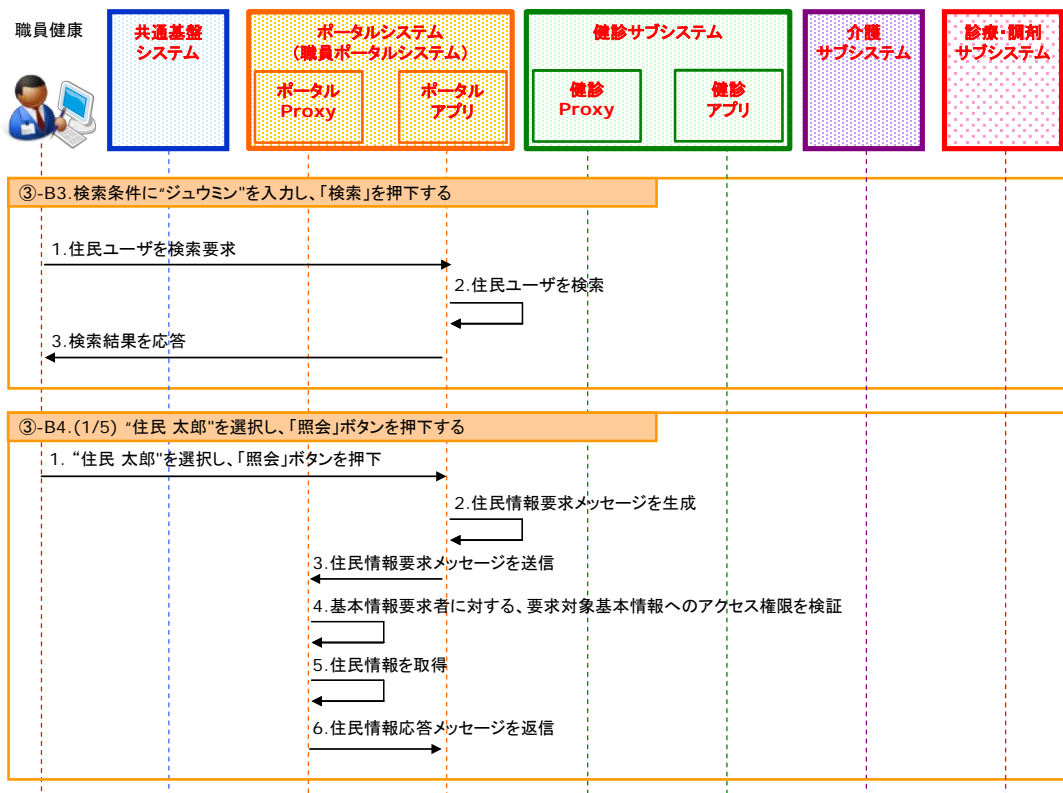 職員健康
共通基盤
システム
ポータルシステム
（職員ポータルシステム）
ポータル
Proxy
ポータル
アプリ
健診サブシステム
健診
Proxy
健診
アプリ
介護
サブシステム
診療・調剤
サブシステム
③-B3.検索条件に“ジュウミン"を入力し、「検索」を押下する
1.住民ユーザを検索要求
2.住民ユーザを検索
3.検索結果を応答
③-B4.(1/5) “住民 太郎"を選択し、「照会」ボタンを押下する
1. “住民 太郎"を選択し、「照会」ボタンを押下
2.住民情報要求メッセージを生成
3.住民情報要求メッセージを送信
4.基本情報要求者に対する、要求対象基本情報へのアクセス権限を検証
5.住民情報を取得
6.住民情報応答メッセージを返信